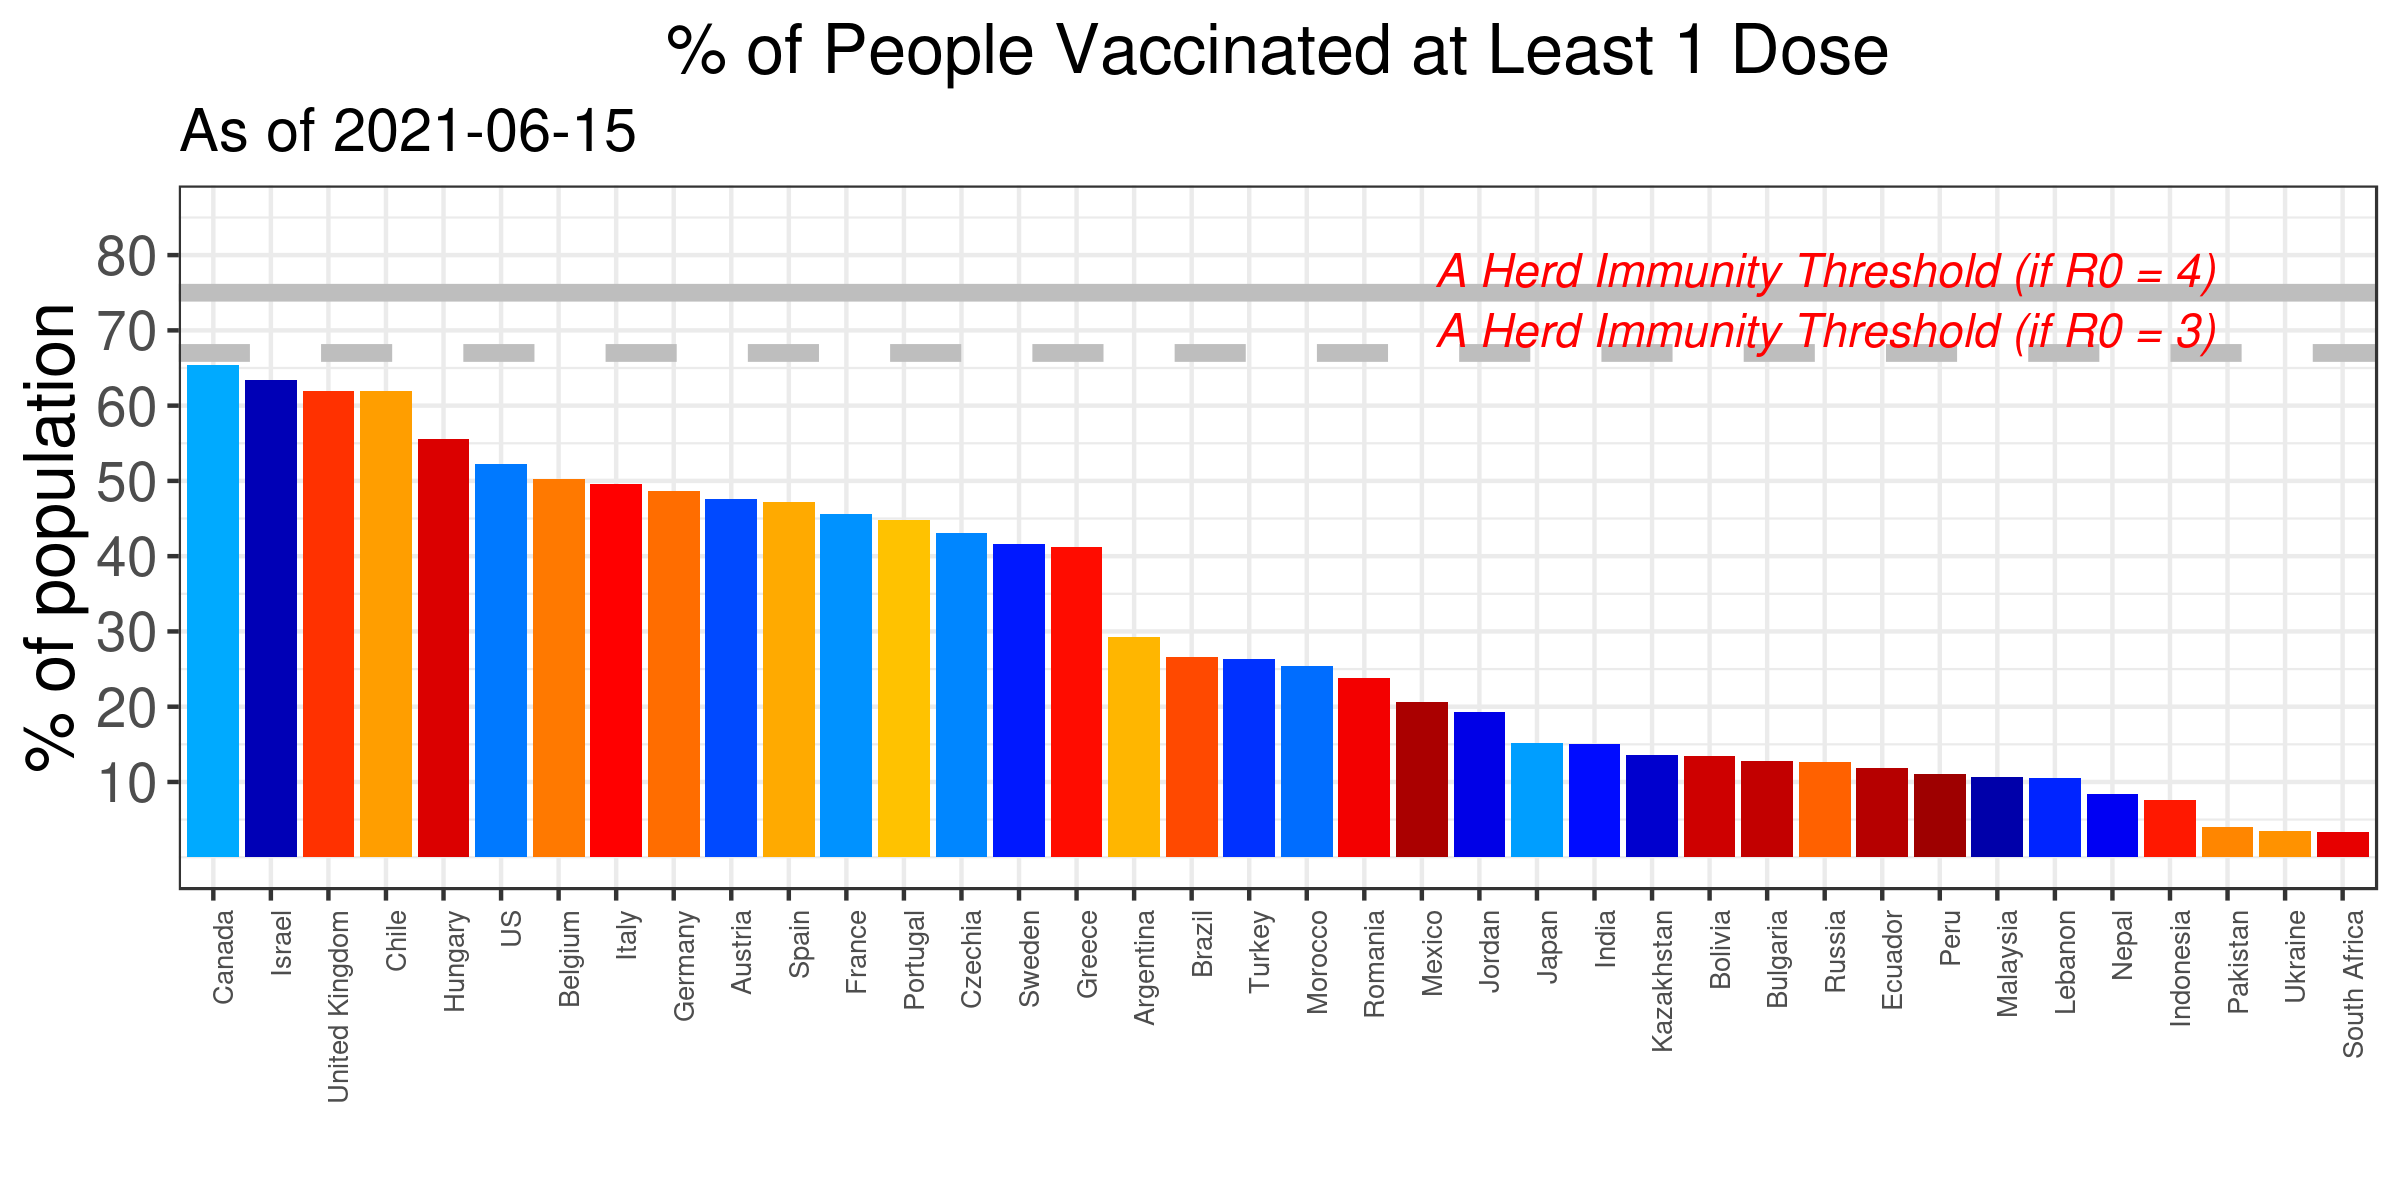 % of People Vaccinated at Least 1 Dose
As of 2021-06-15
% of population
80
70
60
50
40
30
20
10
A Herd Immunity Threshold (if R0 = 4)
A Herd Immunity Threshold (if R0 = 3)
Canada
Israel
United Kingdom
Chile
Hungary
US
Belgium
Italy
Germany
Austria
Spain
France
Portugal
Czechia
Sweden
Greece
Argentina
Brazil
Turkey
Morocco
Romania
Mexico
Jordan
Japan
India
Kazakhstan
Bolivia
Bulgaria
Russia
Ecuador
Peru
Malaysia
Lebanon
Nepal
Indonesia
Pakistan
Ukraine
South Africa